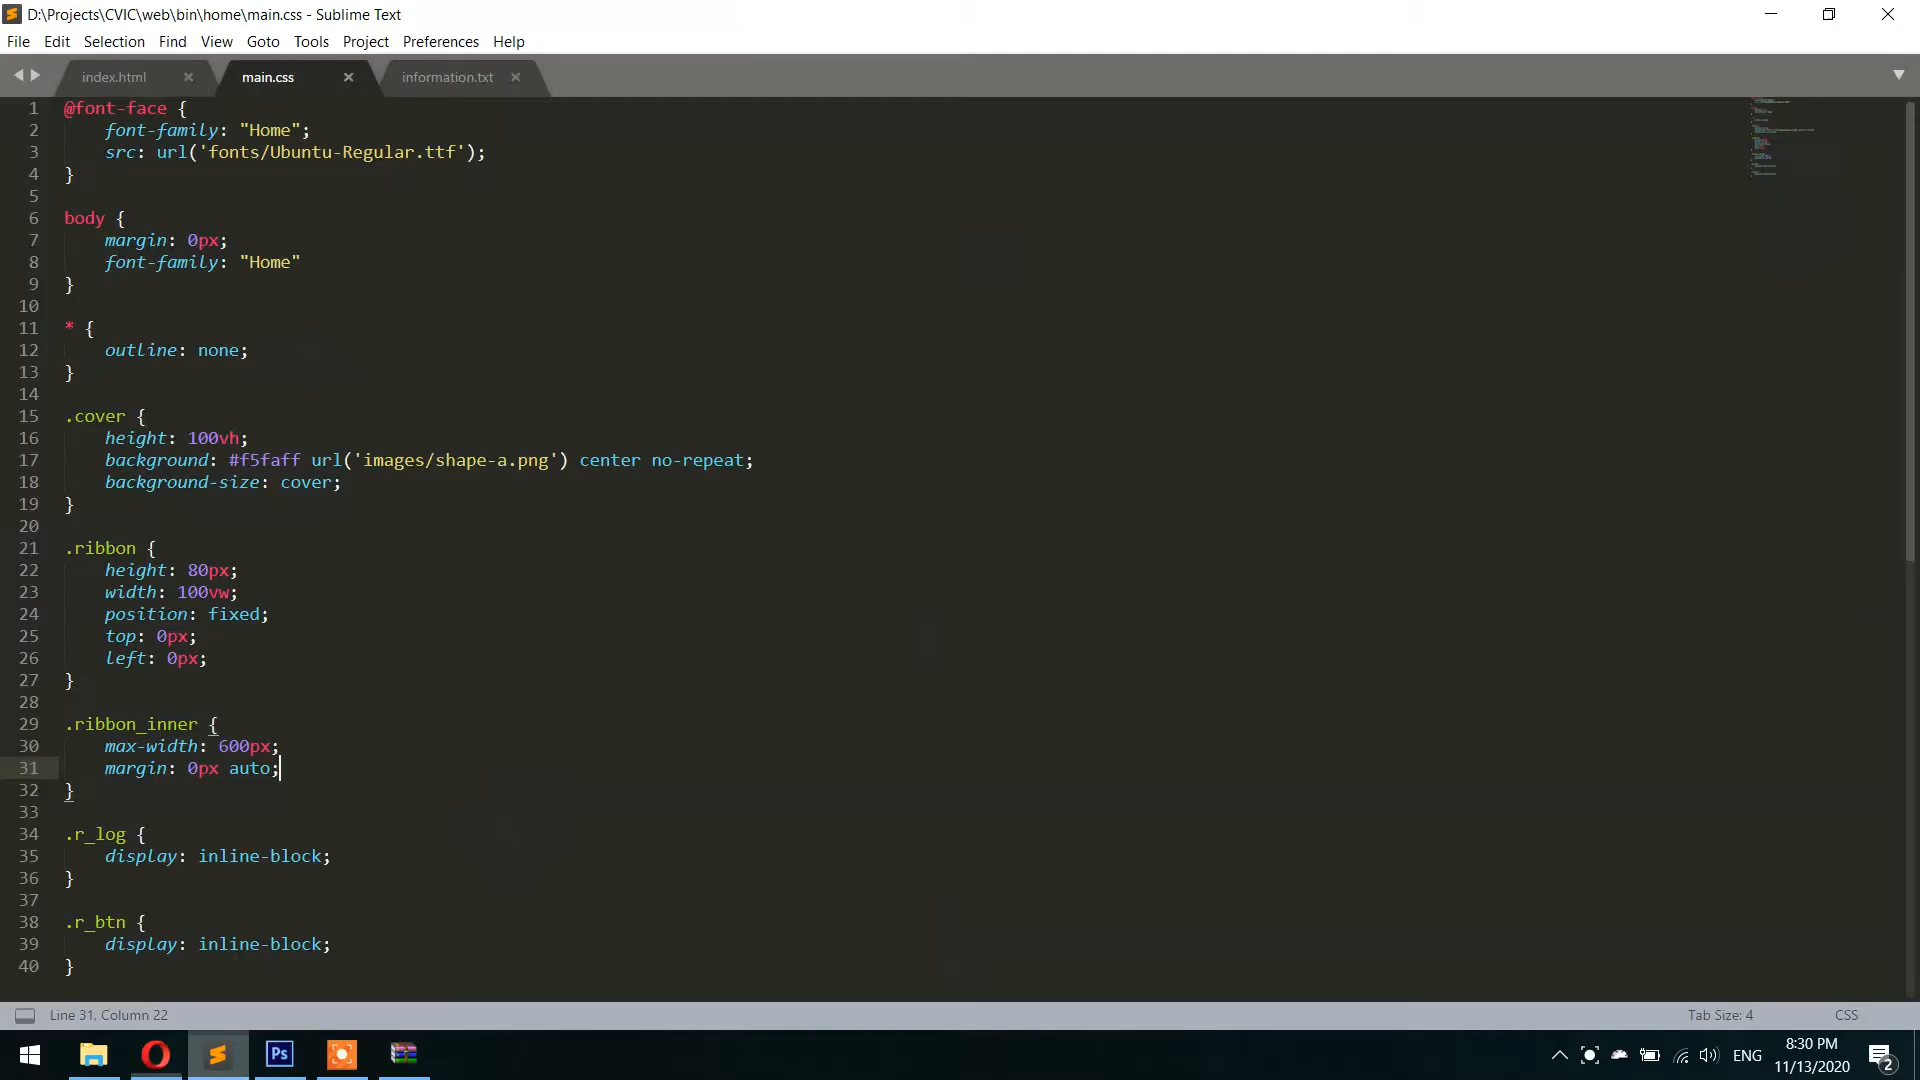 D:\Projects\CVIC\web\bin\home\main.css - Sublime Text
File Edit Selection Find View Goto Tools Project Preferences Help
index.html main.css information.txt
1 @font-face {
2 font-family: "Home";
3 src: url('fonts/Ubuntu-Regular.ttf');
4 }
5
6 body {
7 margin: 0px;
8 font-family: "Home"
9 }
10
11 * {
12 outline: none;
13 }
14
15 .cover {
16 height: 100vh;
17 background: #f5faff url('images/shape-a.png') center no-repeat;
18 background-size: cover;
19 }
20
21 .ribbon {
22 height: 80px;
23 width: 100vw;
24 position: fixed;
25 top: 0px;
26 left: 0px;
27 }
28
29 .ribbon_inner {
30 max-width: 600px;
31 margin: 0px auto;
32 }
33
34 .r_log {
35 display: inline-block;
36 }
37
38 .r_btn {
39 display: inline-block;
40 }
Line 31, Column 22 Tab Size: 4 CSS
Ps ENG 8:30 PM
11/13/2020 2